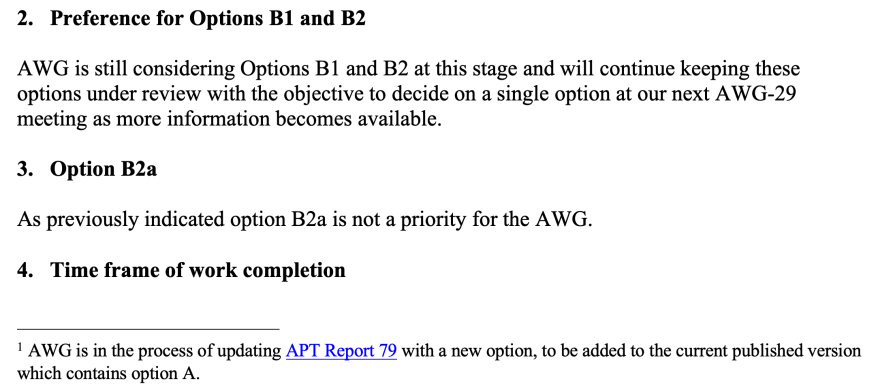 2. Preference for Options B1 and B2
AWG is still considering Options B1 and B2 at this stage and will continue keeping these
options under review with the objective to decide on a single option at our next AWG-29
meeting as more information becomes available.
3. Option B2a
As previously indicated option B2a is not a priority for the AWG.
4. Time frame of work completion
1 AWG is in the process of updating APT Report 79 with a new option, to be added to the current published version
which contains option A.